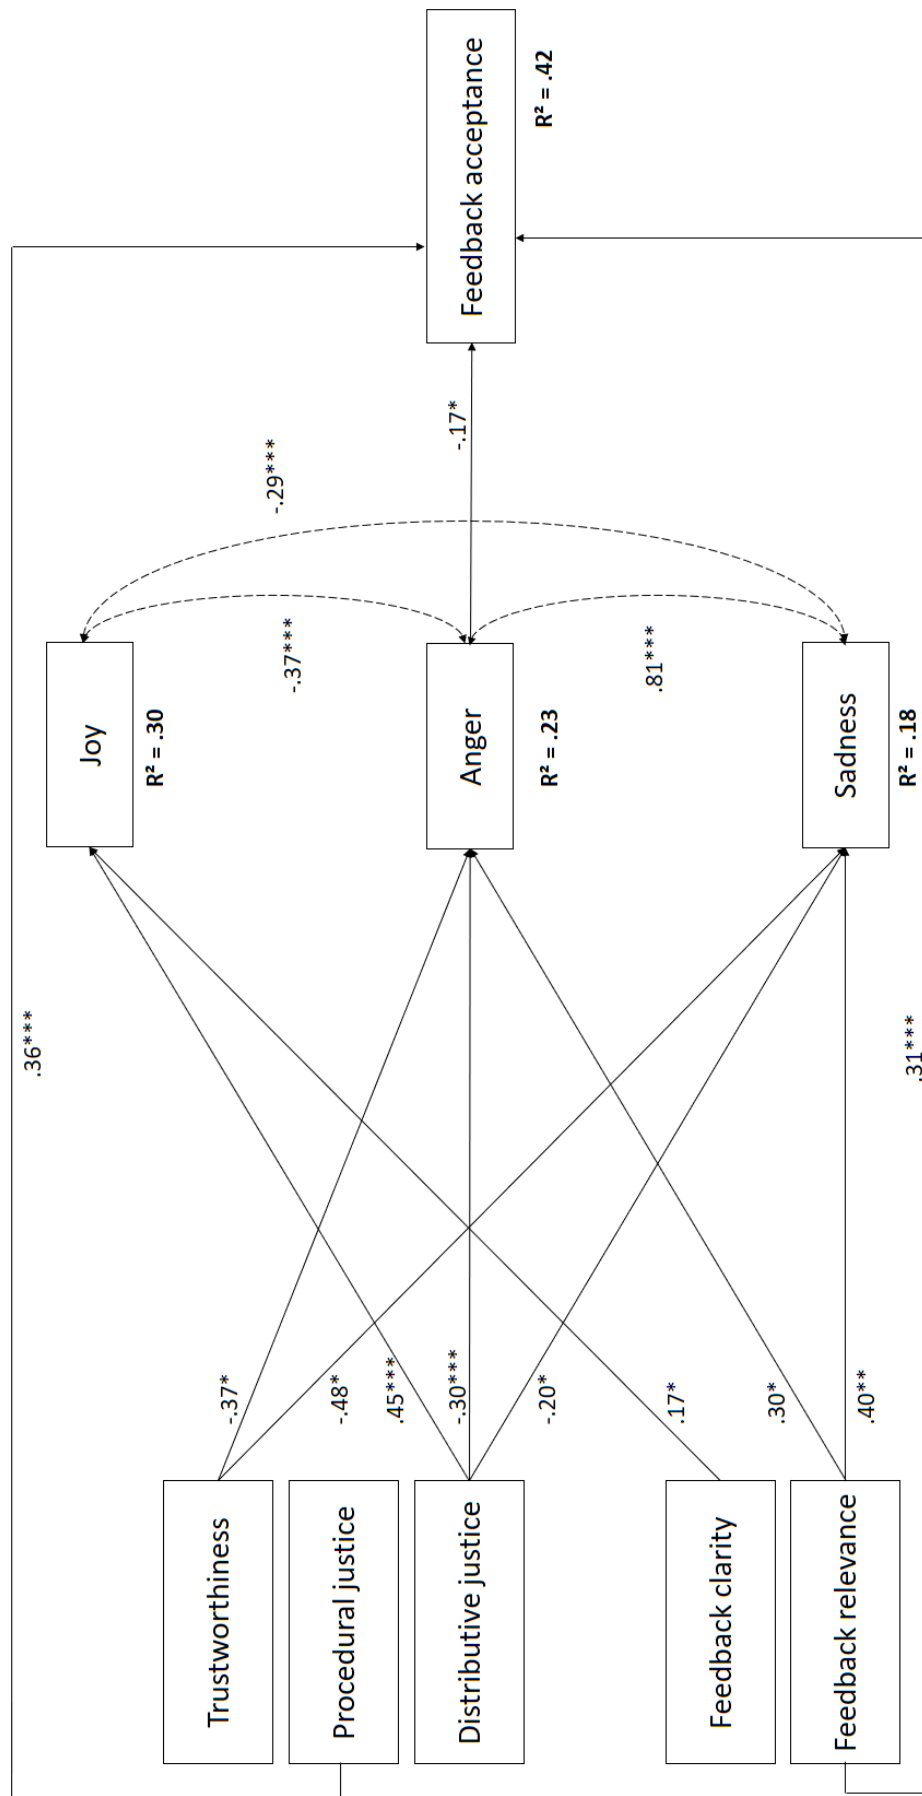 .36***
Trustworthiness
Procedural justice
Distributive justice
Feedback clarity
Feedback relevance
-.37*
-.48*
.45***
-.30***
-.20*
.17*
.30*
.40**
.31***
Joy
R² = .30
Anger
R² = .23
Sadness
R² = .18
-.37***
-.29***
.81***
-.17*
Feedback acceptance
R² = .42